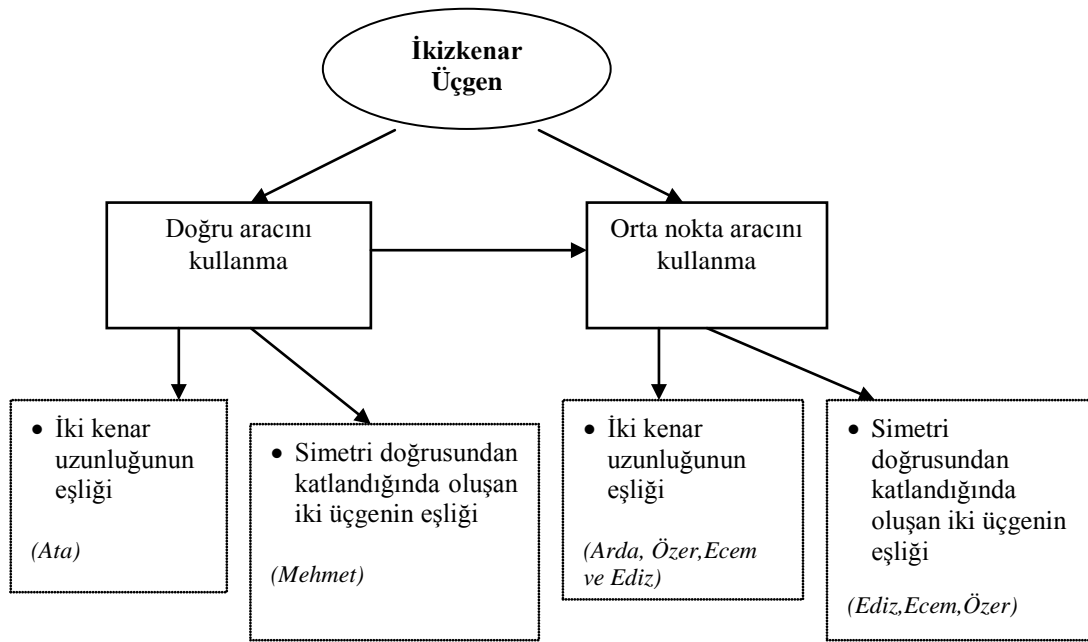 İkizkenar
Üçgen
Doğru aracını
kullanma
Orta nokta aracını
kullanma
• İki kenar
uzunluğunun
eşliği
(Ata)
• Simetri doğrusundan
katlandığında oluşan
iki üçgenin eşliği
(Mehmet)
• İki kenar
uzunluğunun
eşliği
(Arda, Özer,Ecem
ve Ediz)
• Simetri
doğrusundan
katlandığında
oluşan iki üçgenin
eşliği
(Ediz,Ecem,Özer)